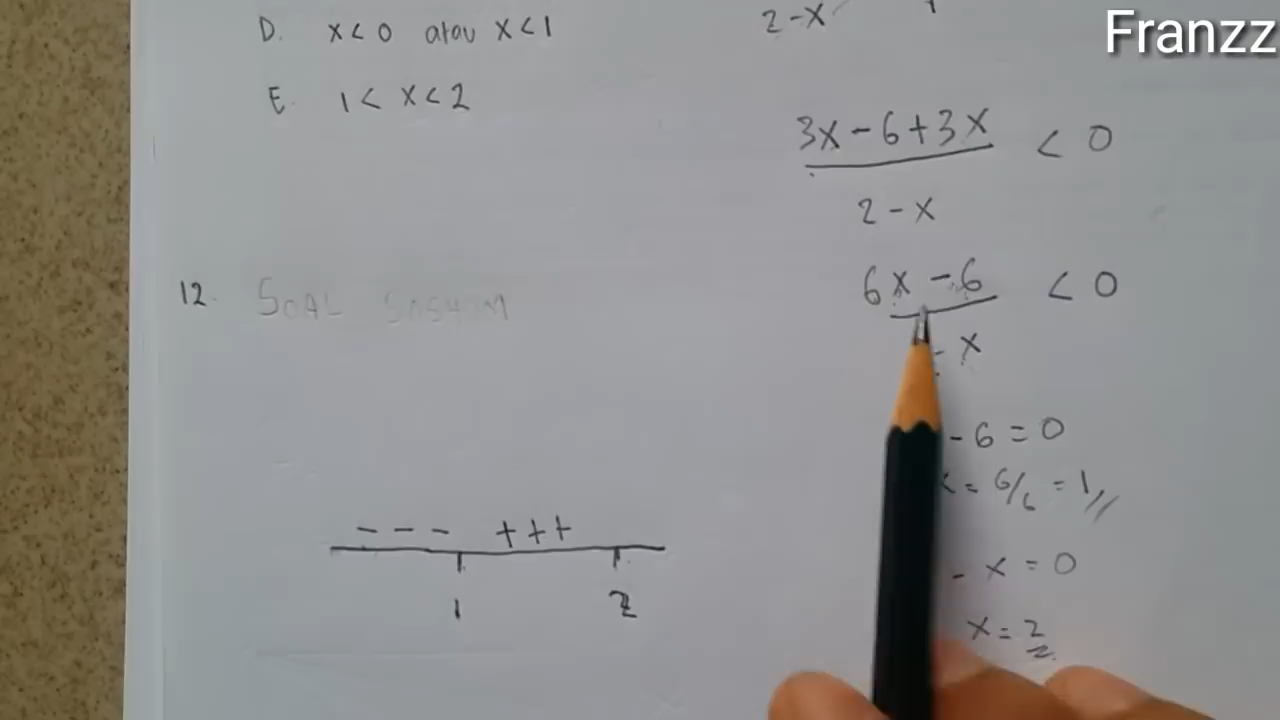 Franzz
D. x < 0 atau x < 1
E. 1 < x < 2
2 - x
3x - 6 + 3x < 0
2 - x
6x - 6 < 0
- x
- 6 = 0
x = 6/6 = 1
- x = 0
x = 2
12. SOAL
- - - + + +
1 2